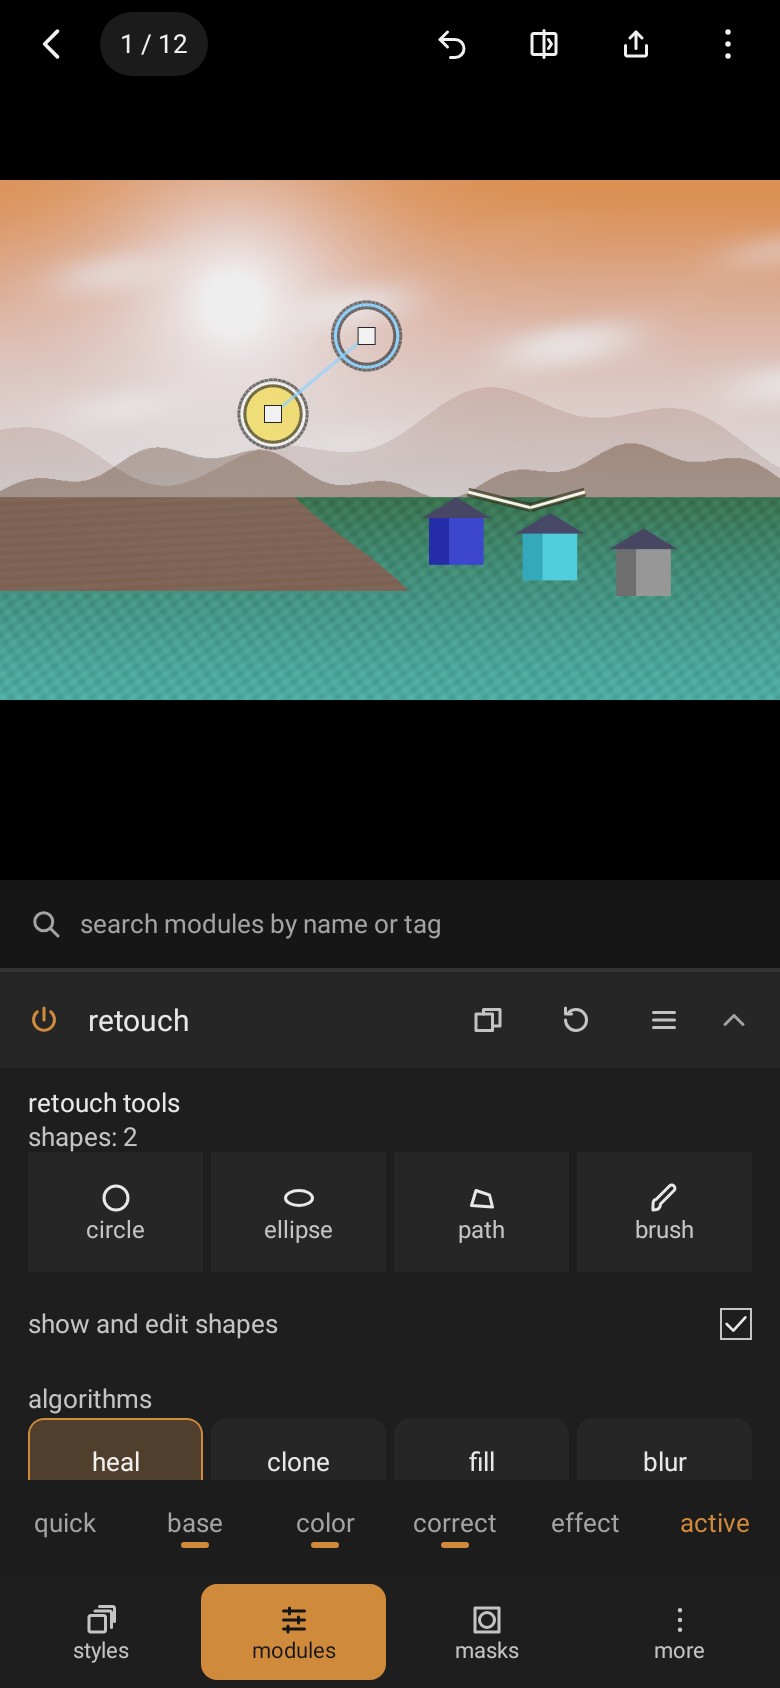 1 / 12
search modules by name or tag
retouch
retouch tools
shapes: 2
circle ellipse path brush
show and edit shapes
algorithms
heal clone fill blur
quick base color correct effect active
styles modules masks more